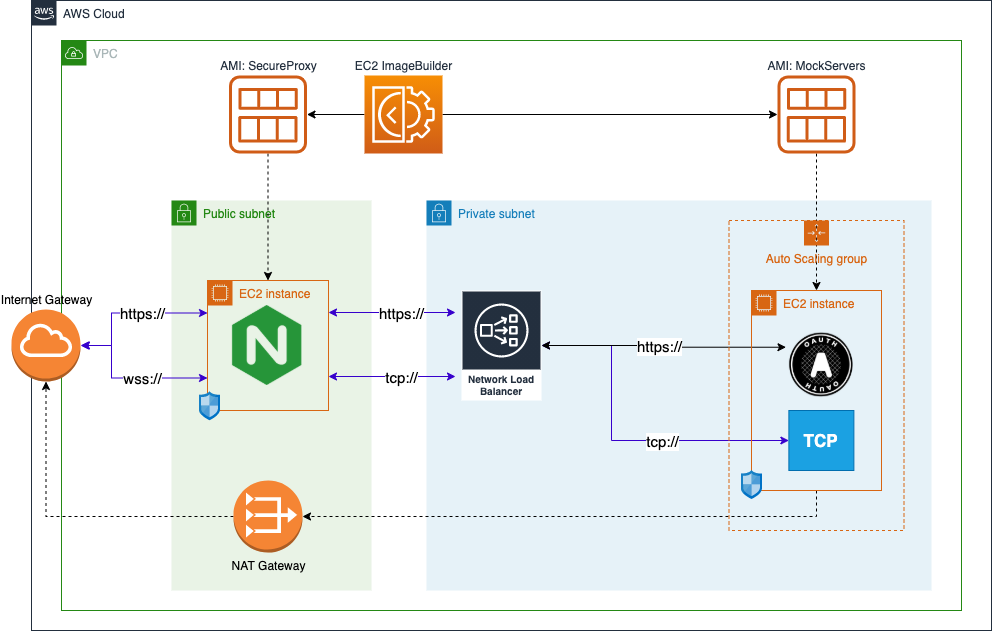 aws
AWS Cloud
VPC
AMI: SecureProxy
EC2 ImageBuilder
AMI: MockServers
Public subnet
Private subnet
Auto Scaling group
Internet Gateway
EC2 instance
EC2 instance
https://
https://
N
https://
Network Load
Balancer
wss://
tcp://
OAUTH
A
OAUTH
tcp://
TCP
NAT Gateway